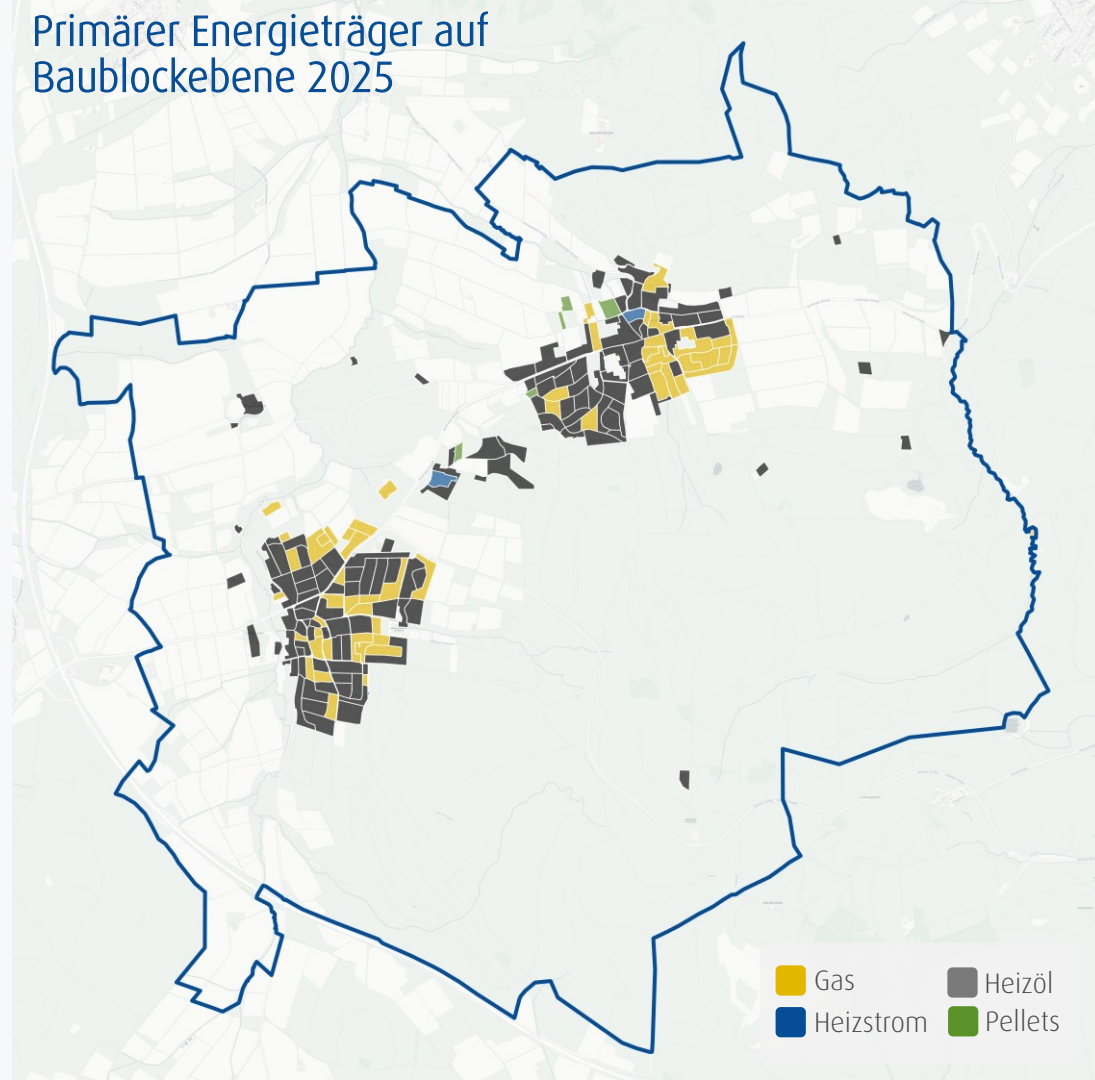 Primärer Energieträger auf
Baublockebene 2025
Gas
Heizöl
Heizstrom
Pellets